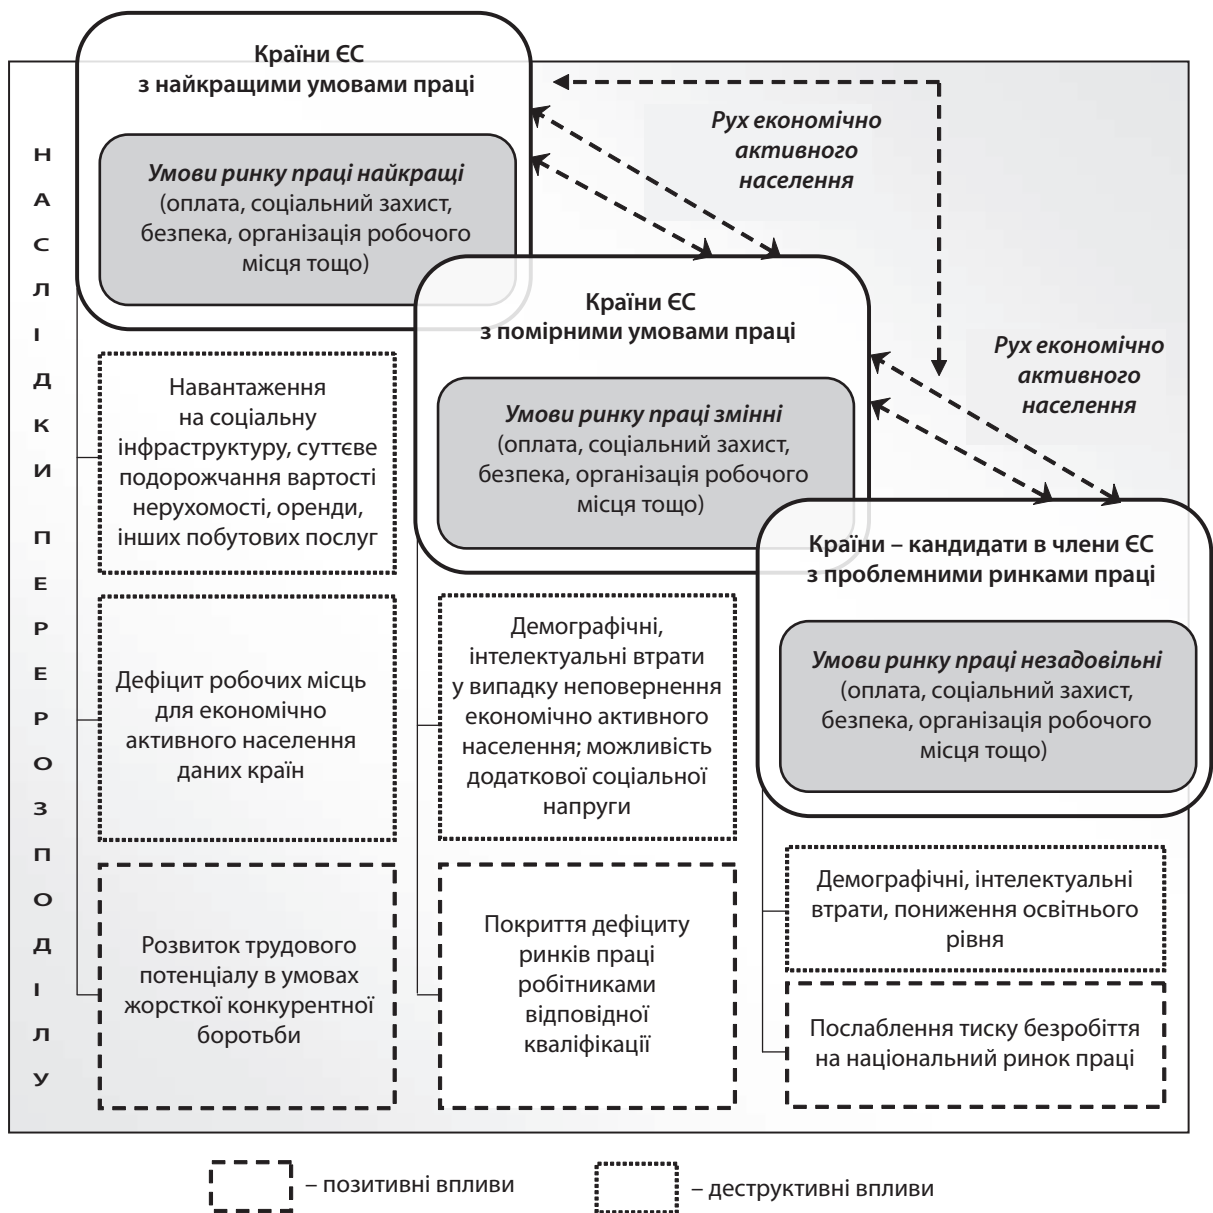 Країни ЄС
з найкращими умовами праці
Умови ринку праці найкращі
(оплата, соціальний захист,
безпека, організація робочого
місця тощо)
Рух економічно
активного
населення
НАСЛІДКИ ПЕРЕРОЗПОДІЛУ
Країни ЄС
з помірними умовами праці
Умови ринку праці змінні
(оплата, соціальний захист,
безпека, організація робочого
місця тощо)
Рух економічно
активного
населення
Країни – кандидати в члени ЄС
з проблемними ринками праці
Умови ринку праці незадовільні
(оплата, соціальний захист,
безпека, організація робочого
місця тощо)
Навантаження
на соціальну
інфраструктуру, суттєве
подорожчання вартості
нерухомості, оренди,
інших побутових послуг
Дефіцит робочих місць
для економічно
активного населення
даних країн
Розвиток трудового
потенціалу в умовах
жорсткої конкурентної
боротьби
Демографічні,
інтелектуальні втрати
у випадку неповернення
економічно активного
населення; можливість
додаткової соціальної
напруги
Покриття дефіциту
ринків праці
робітниками
відповідної
кваліфікації
Демографічні, інтелектуальні
втрати, пониження освітнього
рівня
Послаблення тиску безробіття
на національний ринок праці
– позитивні впливи
– деструктивні впливи